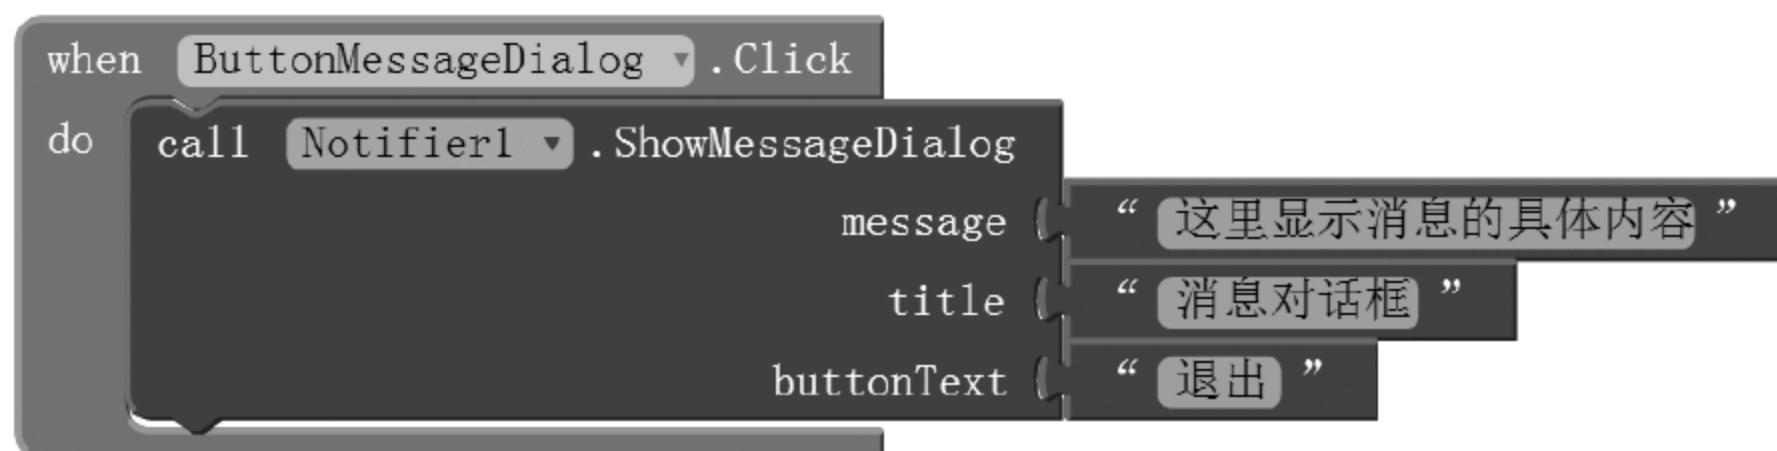 when ButtonMessageDialog .Click
do call Notifier1 .ShowMessageDialog
message “ 这里显示消息的具体内容 ”
title “ 消息对话框 ”
buttonText “ 退出 ”